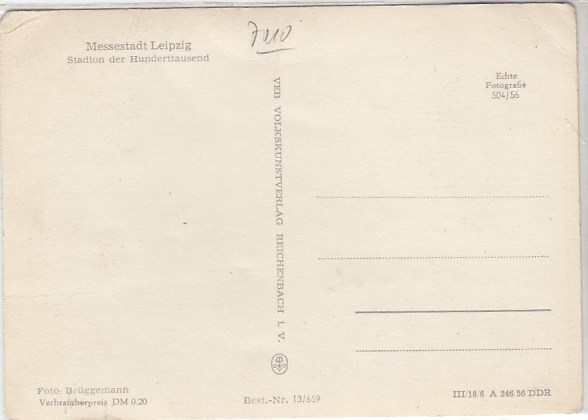 Messestadt Leipzig
Stadion der Hunderttausend
Echte
Fotografie
504/56
VEB VOLKSKUNSTVERLAG REICHENBACH i. V.
Foto: Brüggemann
Verbraucherpreis DM 0.20
Best.-Nr. 13/659
III/18/6 A 246 56 DDR